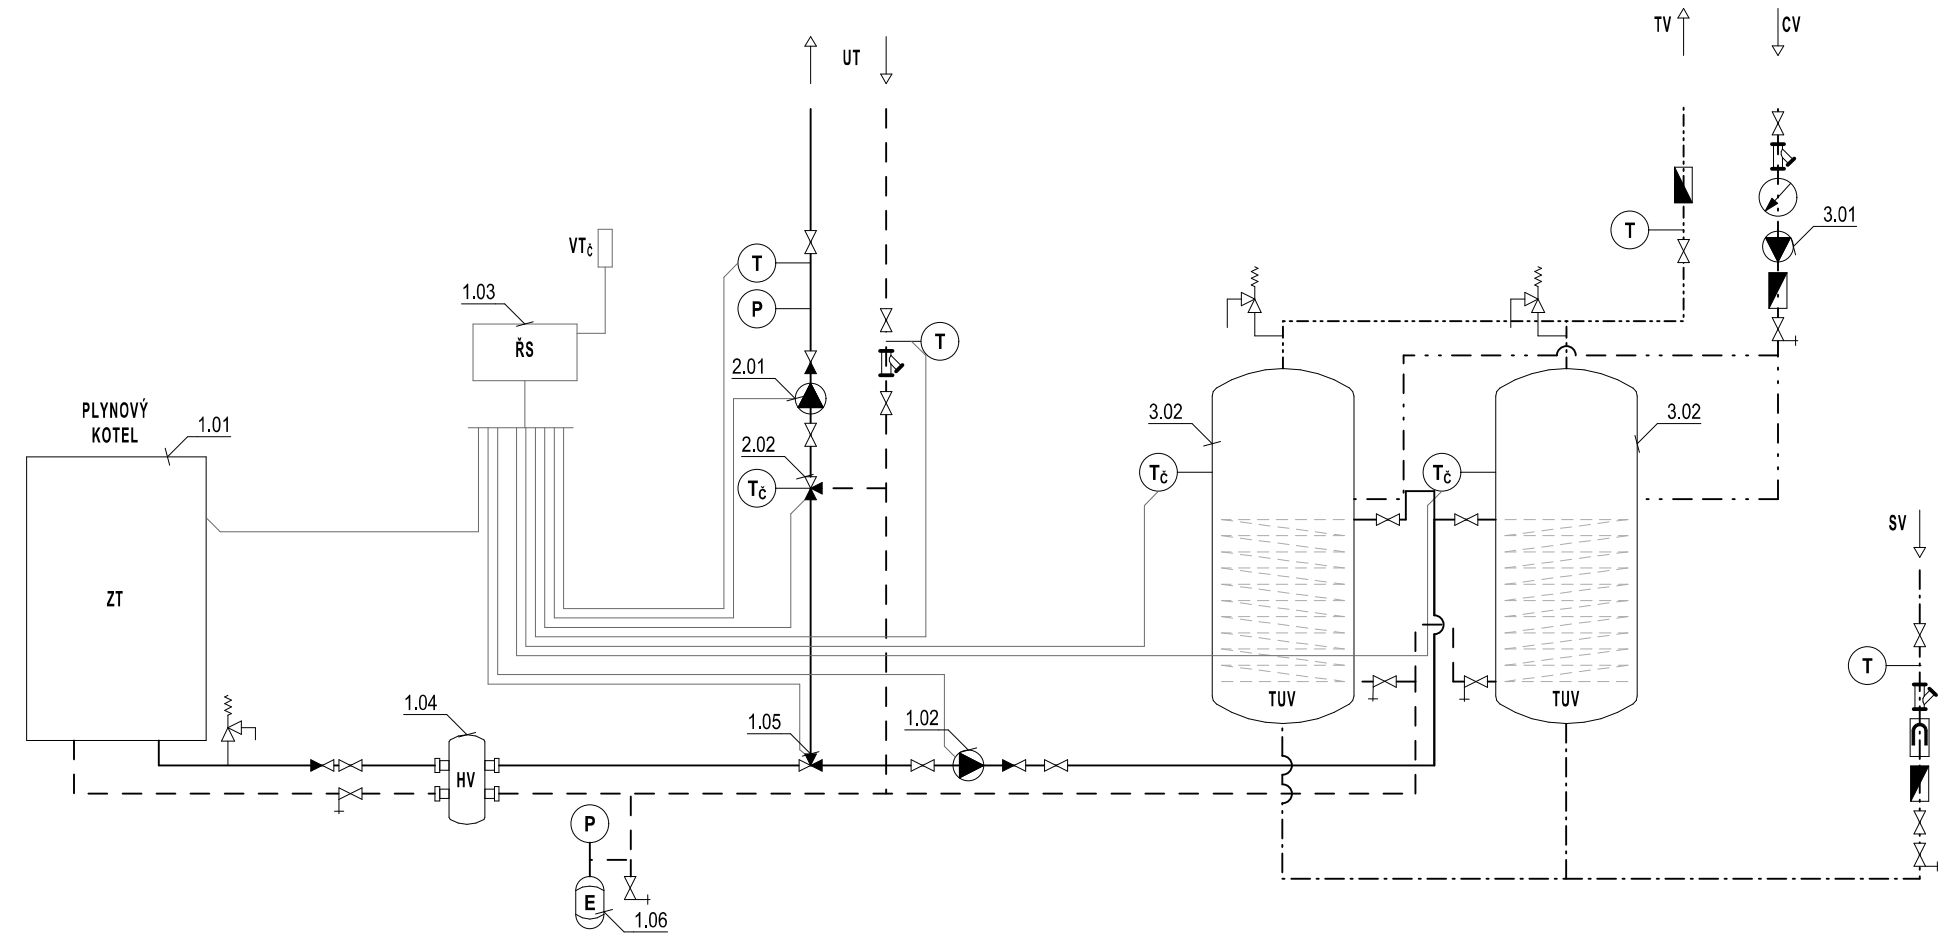 TV
CV
UT
3.01
T
VTč
T
1.03
P
ŘS
T
2.01
PLYNOVÝ
KOTEL
1.01
3.02
3.02
2.02
Tč
Tč
Tč
SV
ZT
T
TUV
TUV
1.04
1.05
1.02
HV
P
E
1.06